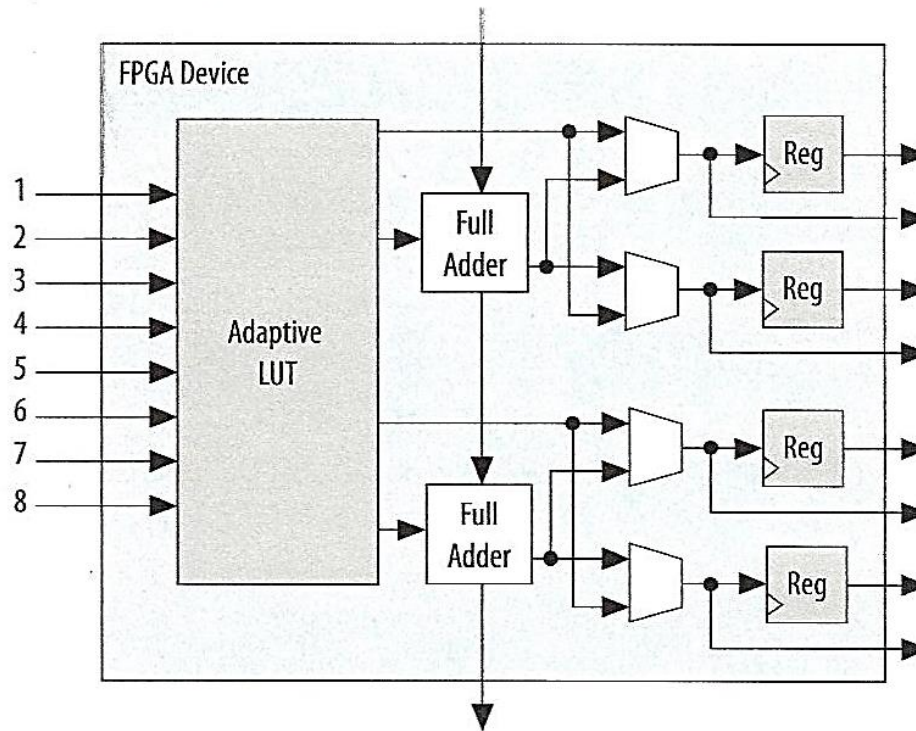 FPGA Device
1
2
3
4
5
6
7
8
Adaptive
LUT
Full
Adder
Full
Adder
Reg
Reg
Reg
Reg